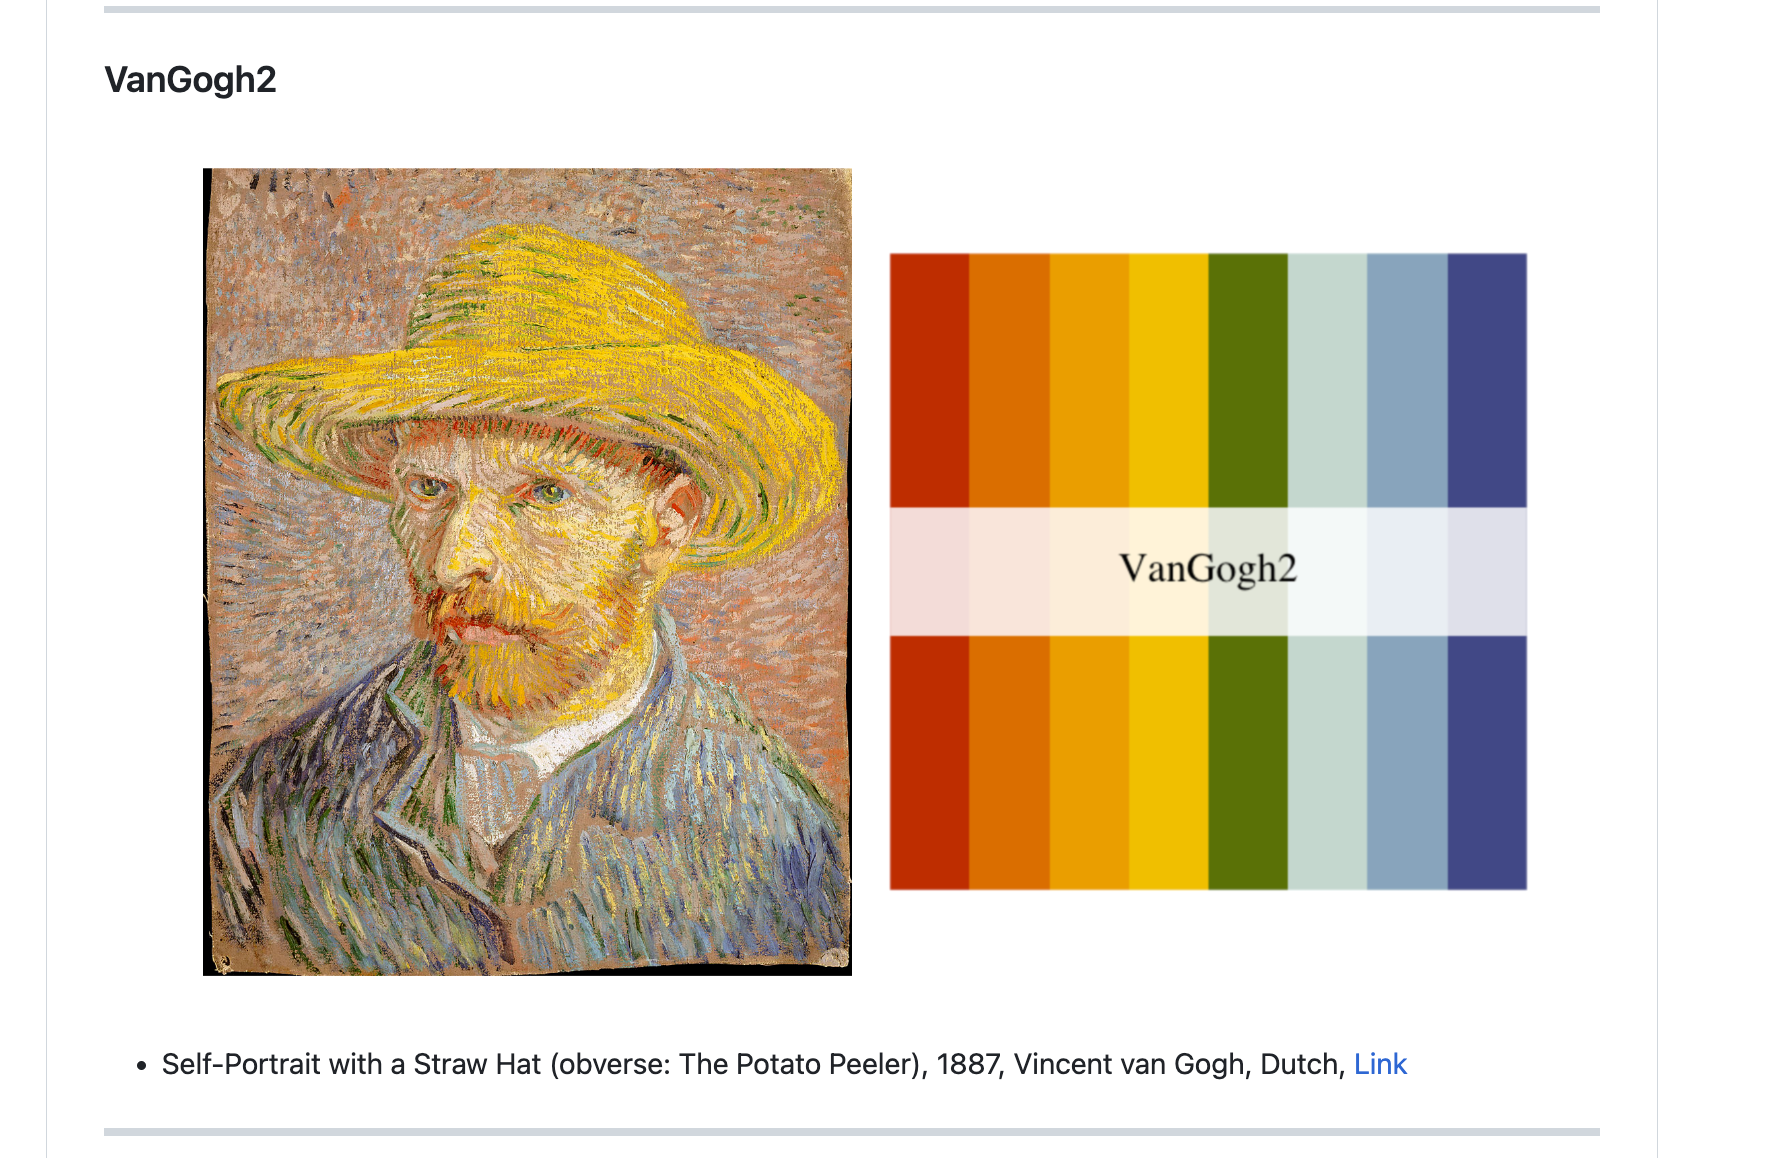 VanGogh2
VanGogh2
Self-Portrait with a Straw Hat (obverse: The Potato Peeler), 1887, Vincent van Gogh, Dutch, Link